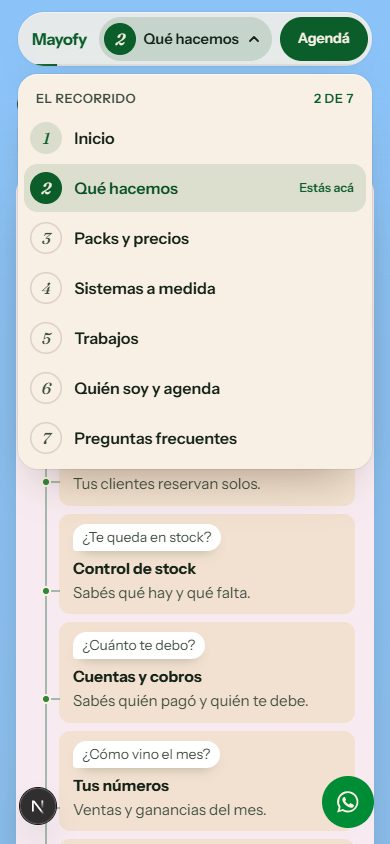 Mayofy
2 Qué hacemos
Agendá
EL RECORRIDO
2 DE 7
1 Inicio
2 Qué hacemos
Estás acá
3 Packs y precios
4 Sistemas a medida
5 Trabajos
6 Quién soy y agenda
7 Preguntas frecuentes
Tus clientes reservan solos.
¿Te queda en stock?
Control de stock
Sabés qué hay y qué falta.
¿Cuánto te debo?
Cuentas y cobros
Sabés quién pagó y quién te debe.
¿Cómo vino el mes?
Tus números
Ventas y ganancias del mes.
N